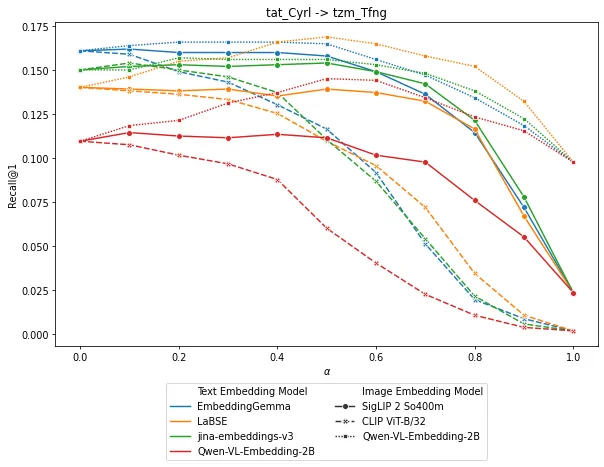 tat_Cyrl -> tzm_Tfng
0.175
0.150
0.125
0.100
0.075
0.050
0.025
0.000
Recall@1
0.0 0.2 0.4 0.6 0.8 1.0
α
Text Embedding Model Image Embedding Model
EmbeddingGemma SigLIP 2 So400m
LaBSE CLIP ViT-B/32
jina-embeddings-v3 Qwen-VL-Embedding-2B
Qwen-VL-Embedding-2B